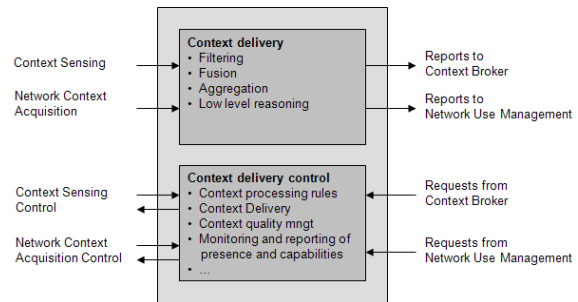 Context delivery
• Filtering
• Fusion
• Aggregation
• Low level reasoning
Context Sensing
Network Context
Acquisition
Reports to
Context Broker
Reports to
Network Use Management
Context delivery control
• Context processing rules
• Context Delivery
• Context quality mngt
• Monitoring and reporting of
presence and capabilities
• ...
Context Sensing
Control
Network Context
Acquisition Control
Requests from
Context Broker
Requests from
Network Use Management